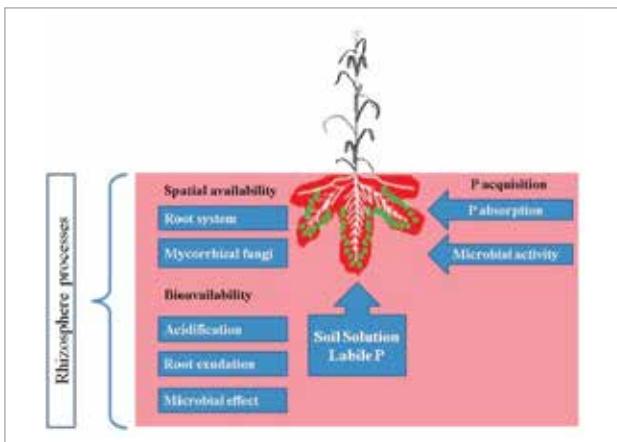 Rhizosphere processes
Spatial availability
Root system
Mycorrhizal fungi
Bioavailability
Acidification
Root exudation
Microbial effect
Soil Solution
Labile P
P acquisition
P absorption
Microbial activity